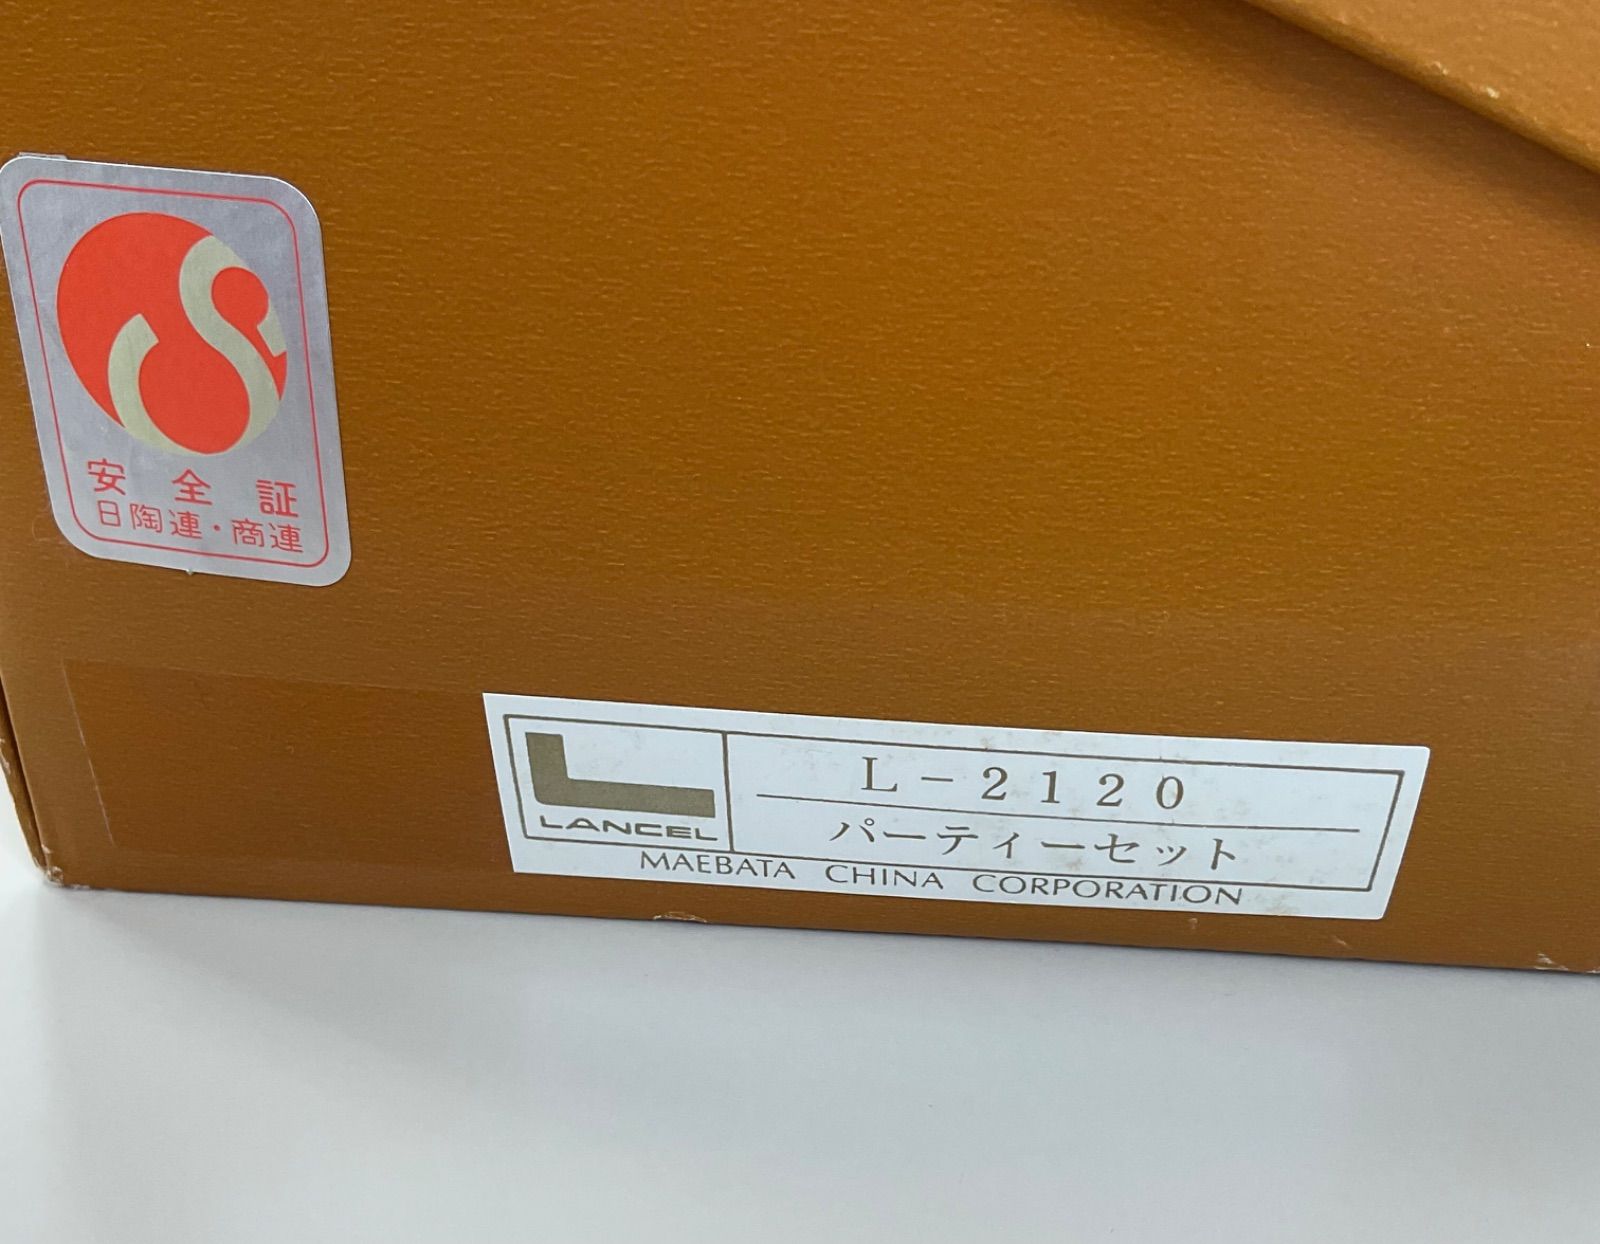 安全証
日陶連・商連
LANCEL
L-2120
パーティーセット
MAEBATA CHINA CORPORATION